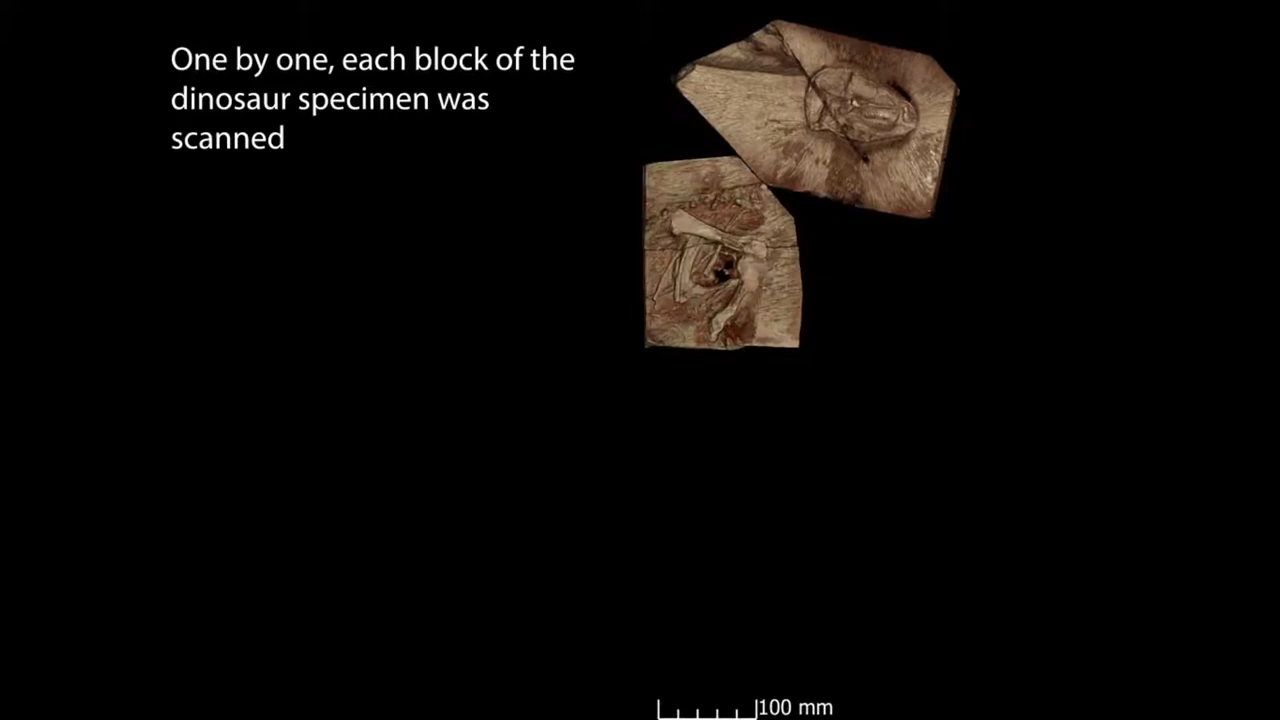 One by one, each block of the
dinosaur specimen was
scanned
100 mm